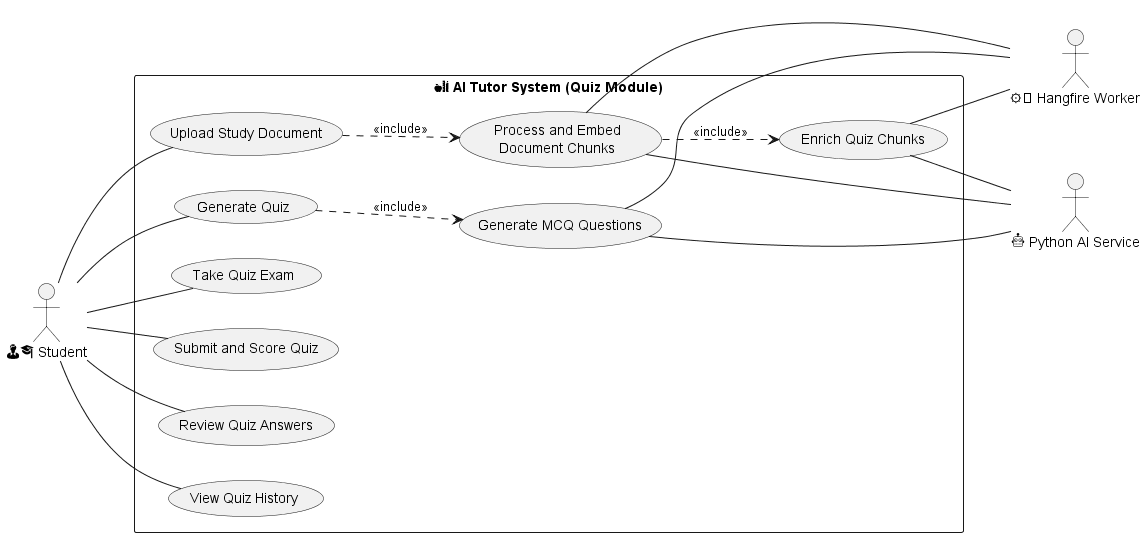 AI Tutor System (Quiz Module)
Upload Study Document
«include»
Process and Embed
Document Chunks
«include»
Enrich Quiz Chunks
Generate Quiz
«include»
Generate MCQ Questions
Take Quiz Exam
Submit and Score Quiz
Review Quiz Answers
View Quiz History
Student
Hangfire Worker
Python AI Service